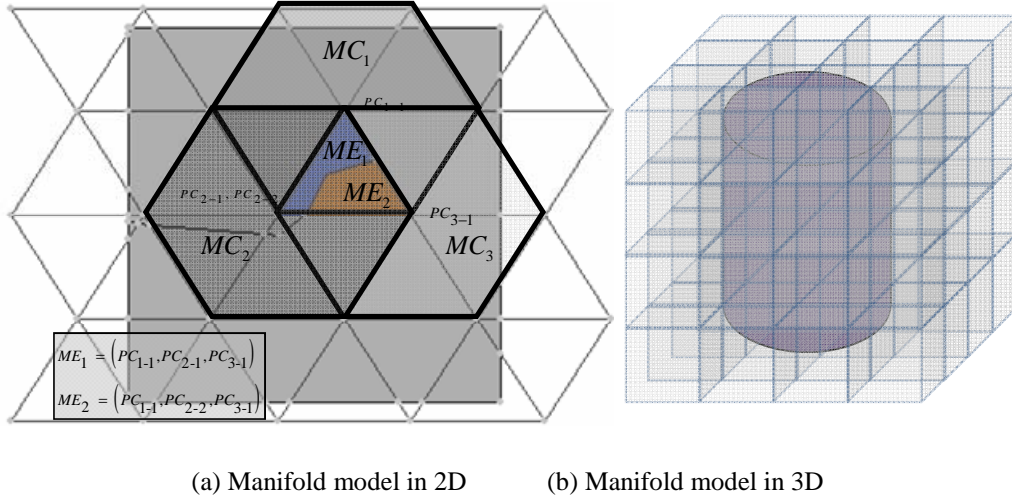 MC₁
PC₁₋₁
ME₁
PC₂₋₁, PC₂₋₂
ME₂
PC₃₋₁
MC₂
MC₃
ME₁ = (PC₁₋₁, PC₂₋₁, PC₃₋₁)
ME₂ = (PC₁₋₁, PC₂₋₂, PC₃₋₁)
(a) Manifold model in 2D (b) Manifold model in 3D